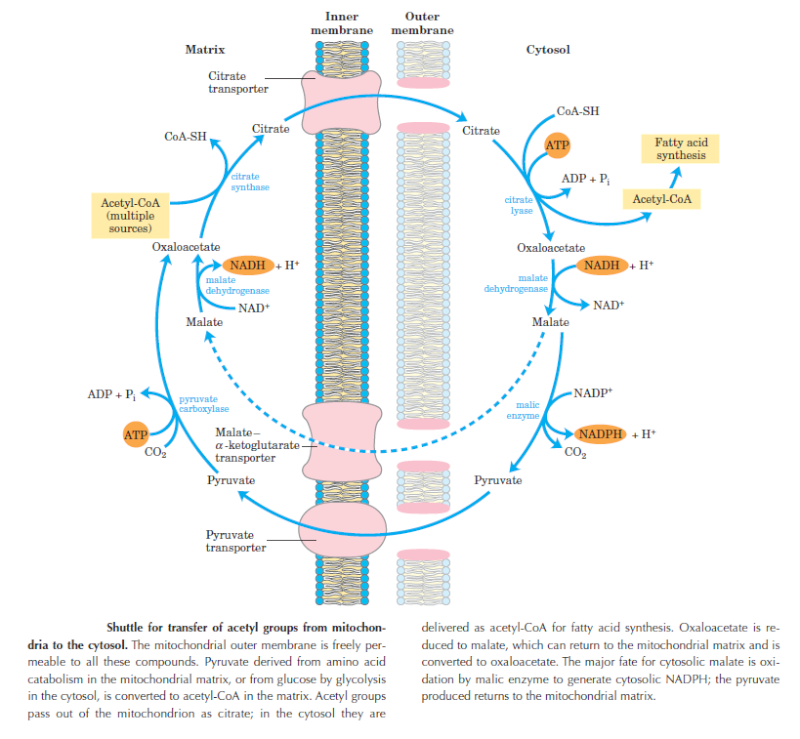 Inner
membrane
Outer
membrane
Matrix
Cytosol
Citrate
transporter
CoA-SH
Citrate
citrate
synthase
Acetyl-CoA
(multiple
sources)
Oxaloacetate
NADH + H⁺
malate
dehydrogenase
NAD⁺
Malate
ADP + Pᵢ
pyruvate
carboxylase
ATP
CO₂
Malate–
α-ketoglutarate
transporter
Pyruvate
Pyruvate
transporter
Citrate
CoA-SH
ATP
ADP + Pᵢ
citrate
lyase
Fatty acid
synthesis
Acetyl-CoA
Oxaloacetate
NADH + H⁺
malate
dehydrogenase
NAD⁺
Malate
NADP⁺
malic
enzyme
NADPH + H⁺
CO₂
Pyruvate
Shuttle for transfer of acetyl groups from mitochon-
dria to the cytosol. The mitochondrial outer membrane is freely per-
meable to all these compounds. Pyruvate derived from amino acid
catabolism in the mitochondrial matrix, or from glucose by glycolysis
in the cytosol, is converted to acetyl-CoA in the matrix. Acetyl groups
pass out of the mitochondrion as citrate; in the cytosol they are
delivered as acetyl-CoA for fatty acid synthesis. Oxaloacetate is re-
duced to malate, which can return to the mitochondrial matrix and is
converted to oxaloacetate. The major fate for cytosolic malate is oxi-
dation by malic enzyme to generate cytosolic NADPH; the pyruvate
produced returns to the mitochondrial matrix.